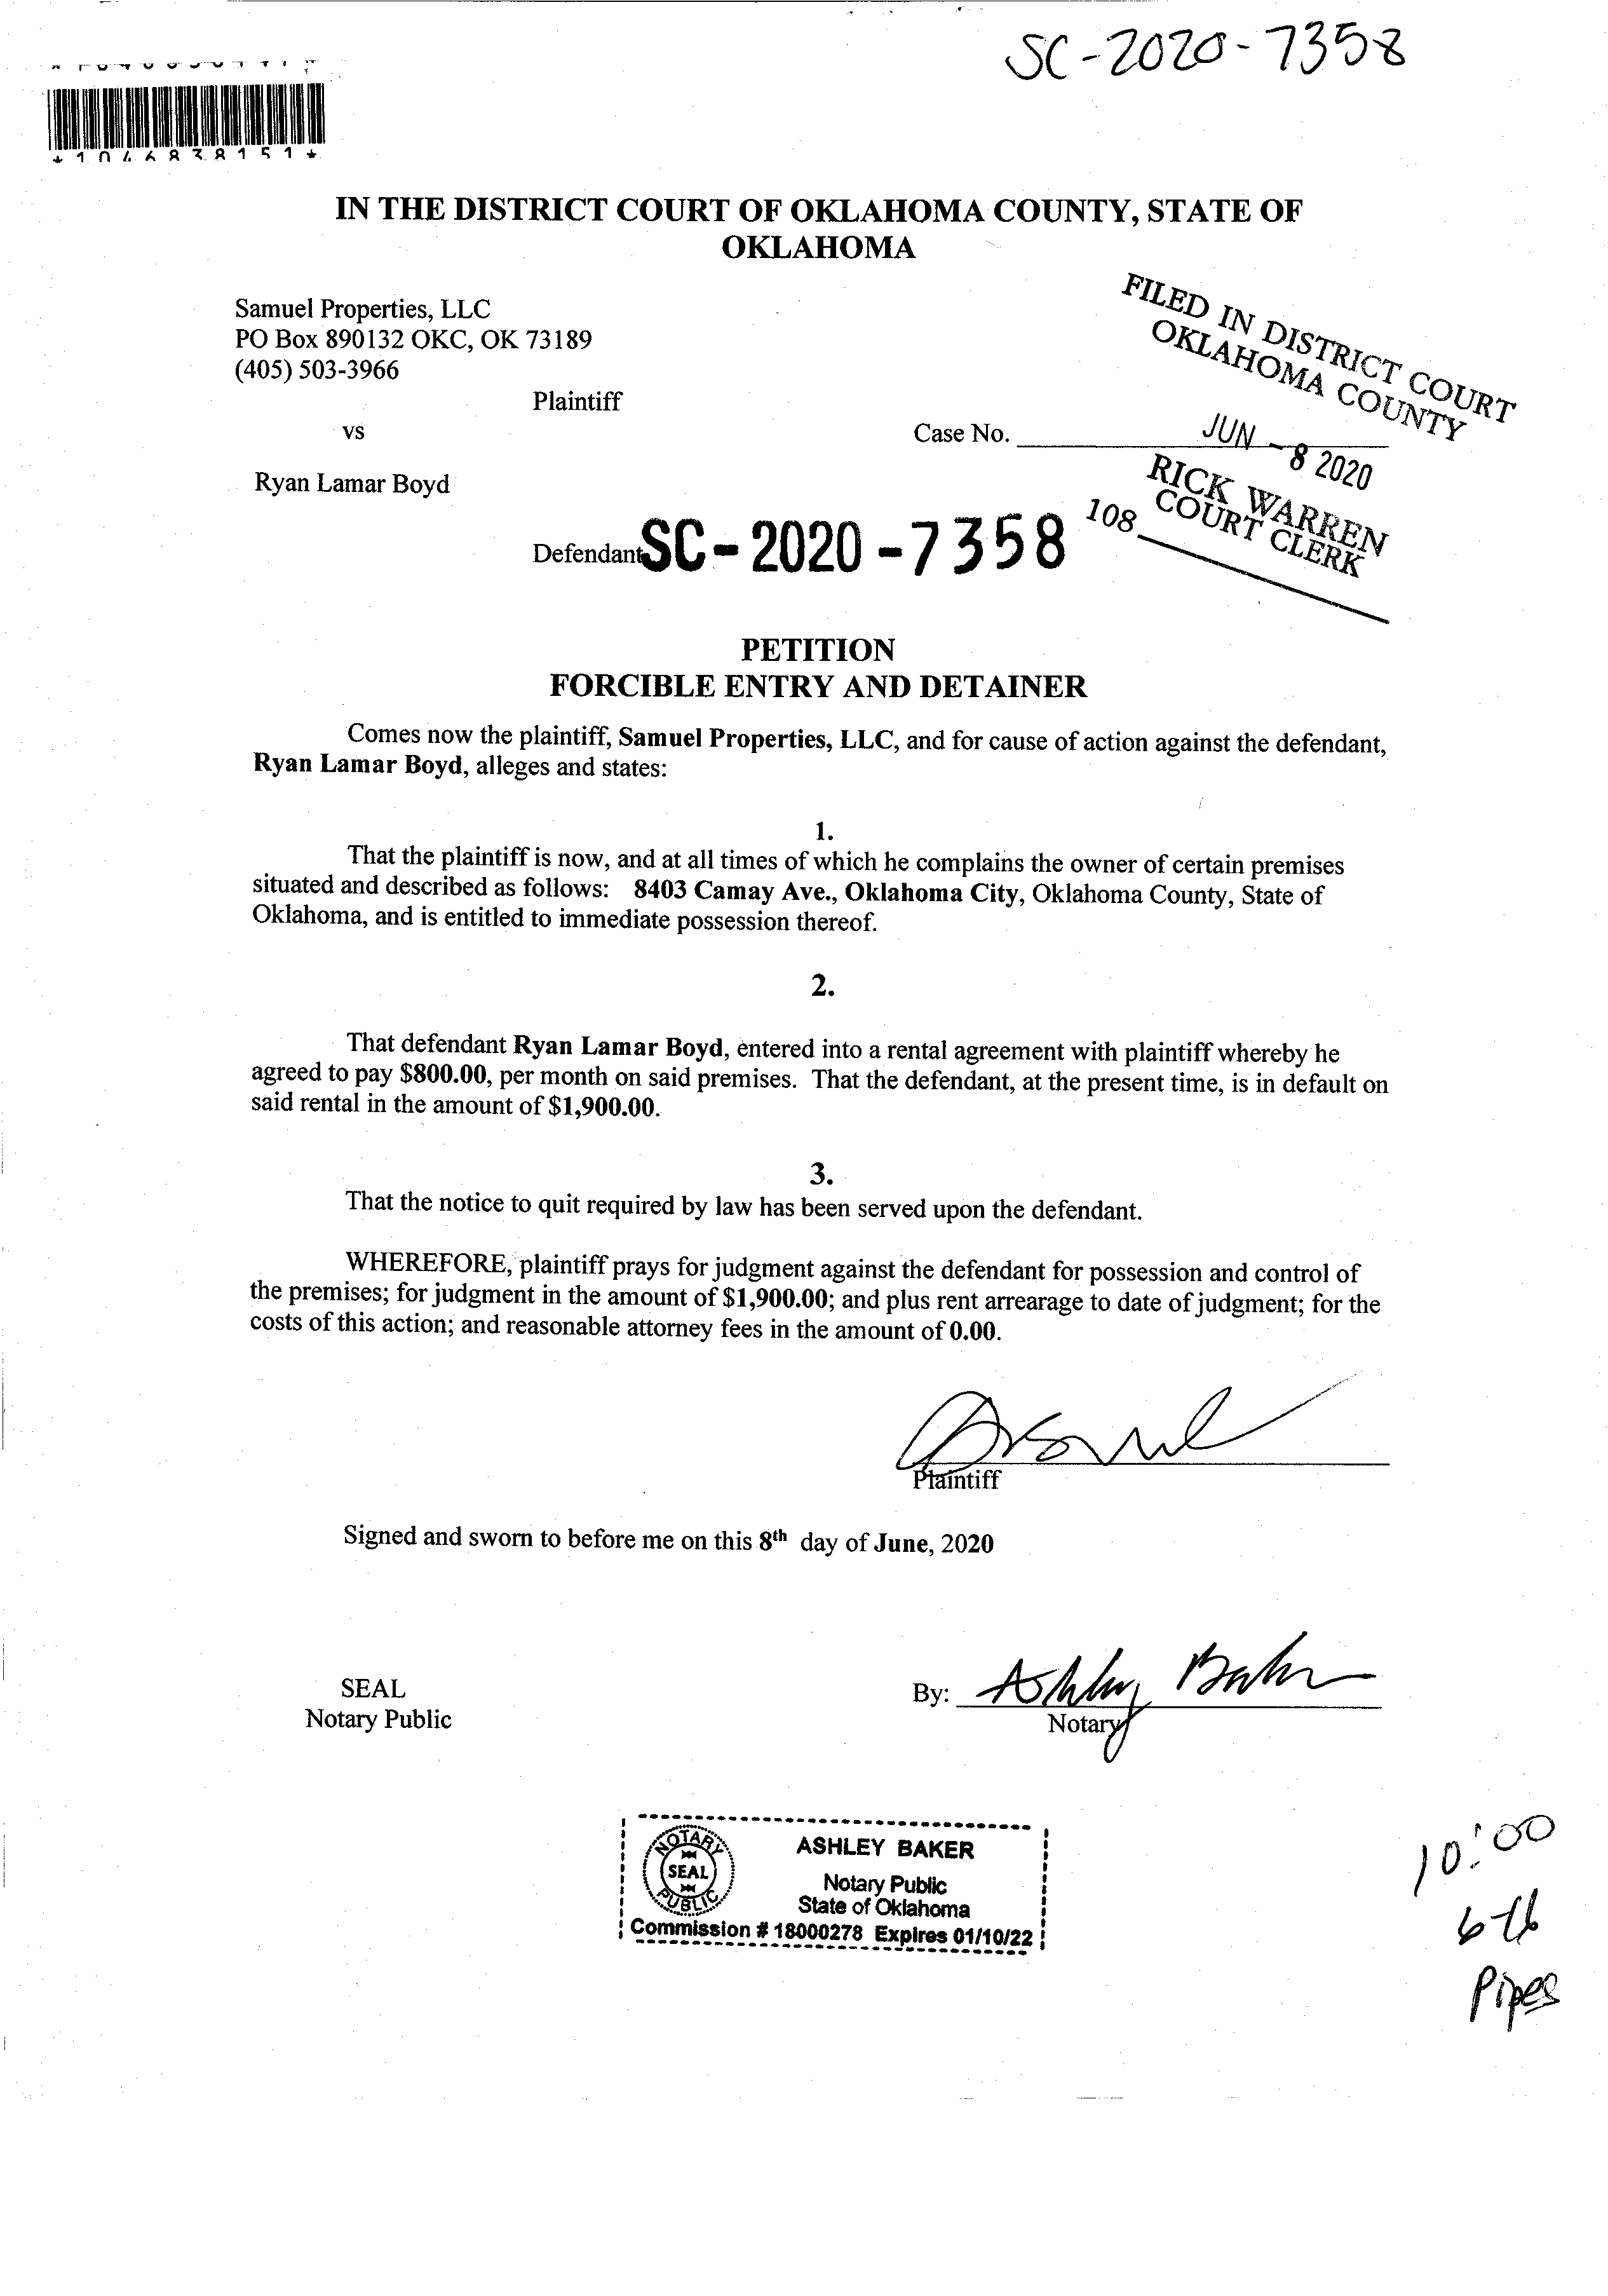 SC-2020-7358
*1046838151*
IN THE DISTRICT COURT OF OKLAHOMA COUNTY, STATE OF
OKLAHOMA
Samuel Properties, LLC
PO Box 890132 OKC, OK 73189
(405) 503-3966
Plaintiff
vs
Case No.
Ryan Lamar Boyd
Defendant
SC-2020-7358
FILED IN DISTRICT COURT
OKLAHOMA COUNTY
JUN -8 2020
RICK WARREN
COURT CLERK
108
PETITION
FORCIBLE ENTRY AND DETAINER
Comes now the plaintiff, Samuel Properties, LLC, and for cause of action against the defendant,
Ryan Lamar Boyd, alleges and states:
1.
That the plaintiff is now, and at all times of which he complains the owner of certain premises
situated and described as follows: 8403 Camay Ave., Oklahoma City, Oklahoma County, State of
Oklahoma, and is entitled to immediate possession thereof.
2.
That defendant Ryan Lamar Boyd, entered into a rental agreement with plaintiff whereby he
agreed to pay $800.00, per month on said premises. That the defendant, at the present time, is in default on
said rental in the amount of $1,900.00.
3.
That the notice to quit required by law has been served upon the defendant.
WHEREFORE, plaintiff prays for judgment against the defendant for possession and control of
the premises; for judgment in the amount of $1,900.00; and plus rent arrearage to date of judgment; for the
costs of this action; and reasonable attorney fees in the amount of 0.00.
Plaintiff
Signed and sworn to before me on this 8th day of June, 2020
SEAL
Notary Public
By: Ashley Baker
Notary
NOTARY
SEAL
PUBLIC
ASHLEY BAKER
Notary Public
State of Oklahoma
Commission # 18000278 Expires 01/10/22
10:00
6th
Pipes